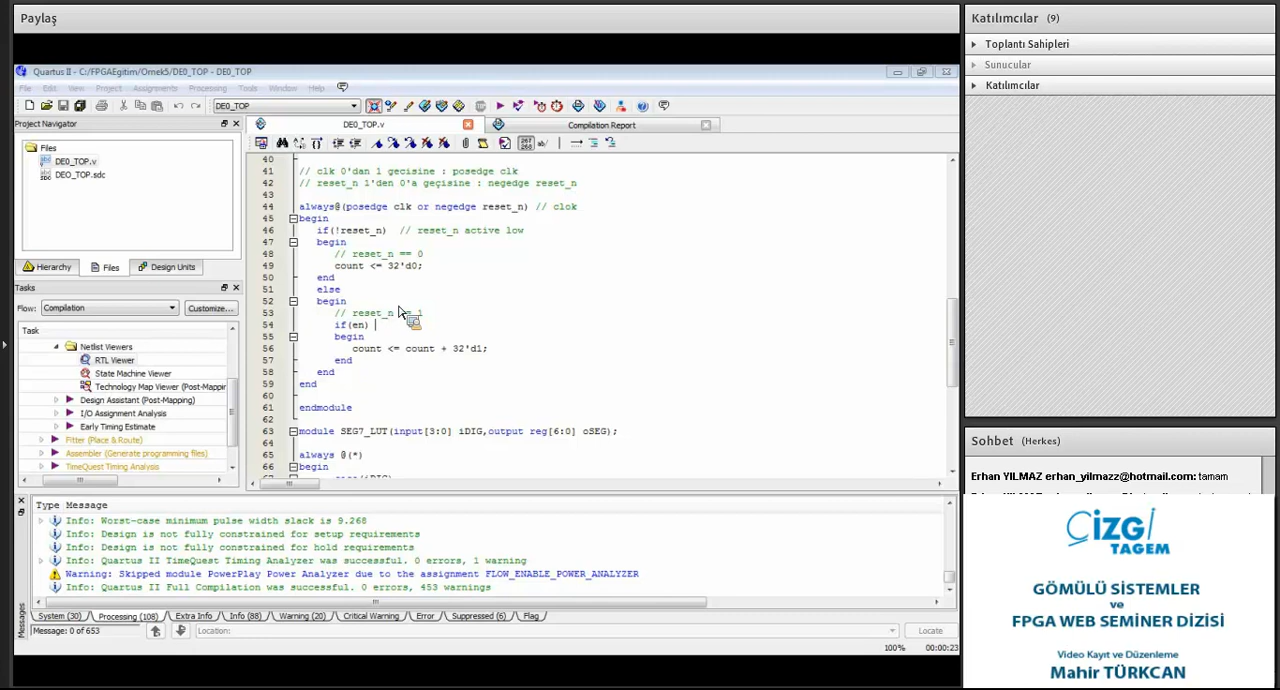 Paylaş
Quartus II - C:/FPGAEgitim/Ornek5/DE0_TOP - DE0_TOP
File Edit View Project Assignments Processing Tools Window Help
DE0_TOP
Project Navigator
Files
DE0_TOP.v
DE0_TOP.sdc
Hierarchy Files Design Units
Tasks
Flow: Compilation Customize...
Task
Netlist Viewers
RTL Viewer
State Machine Viewer
Technology Map Viewer (Post-Mappin
Design Assistant (Post-Mapping)
I/O Assignment Analysis
Early Timing Estimate
Fitter (Place & Route)
Assembler (Generate programming files)
TimeQuest Timing Analysis
DE0_TOP.v Compilation Report
40
41 // clk 0'dan 1 gecisine : posedge clk
42 // reset_n 1'den 0'a geçisine : negedge reset_n
43
44 always@(posedge clk or negedge reset_n) // clok
45 begin
46 if(!reset_n) // reset_n active low
47 begin
48 // reset_n == 0
49 count <= 32'd0;
50 end
51 else
52 begin
53 // reset_n == 1
54 if(en)
55 begin
56 count <= count + 32'd1;
57 end
58 end
59 end
60
61 endmodule
62
63 module SEG7_LUT(input[3:0] iDIG,output reg[6:0] oSEG);
64
65 always @(*)
66 begin
Type Message
Info: Worst-case minimum pulse width slack is 9.268
Info: Design is not fully constrained for setup requirements
Info: Design is not fully constrained for hold requirements
Info: Quartus II TimeQuest Timing Analyzer was successful. 0 errors, 1 warning
Warning: Skipped module PowerPlay Power Analyzer due to the assignment FLOW_ENABLE_POWER_ANALYZER
Info: Quartus II Full Compilation was successful. 0 errors, 453 warnings
System (30) Processing (108) Extra Info Info (88) Warning (20) Critical Warning Error Suppressed (6) Flag
Messages
Message: 0 of 653 Location: Locate
100% 00:00:23
Katılımcılar (9)
Toplantı Sahipleri
Sunucular
Katılımcılar
Sohbet (Herkes)
Erhan YILMAZ erhan_yilmazz@hotmail.com: tamam
ÇİZGİ
TAGEM
GÖMÜLÜ SİSTEMLER
ve
FPGA WEB SEMİNER DİZİSİ
Video Kayıt ve Düzenleme
Mahir TÜRKCAN